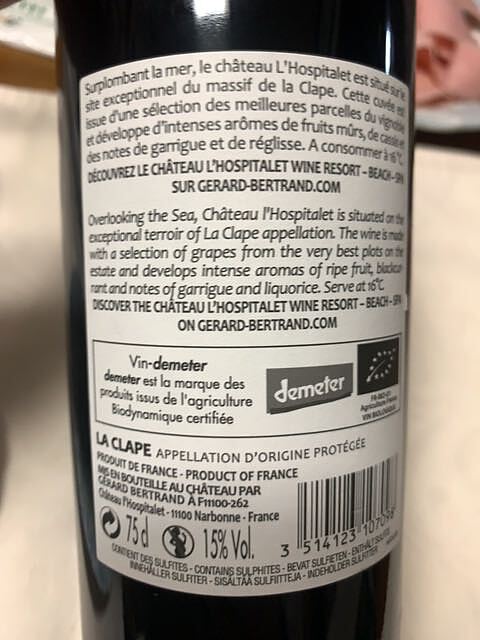 Surplombant la mer, le château L'Hospitalet est situé sur le
site exceptionnel du massif de la Clape. Cette cuvée est
issue d'une sélection des meilleures parcelles du vignoble
et développe d'intenses arômes de fruits mûrs, de cassis et
des notes de garrigue et de réglisse. A consommer à 16°C.
DÉCOUVREZ LE CHÂTEAU L'HOSPITALET WINE RESORT - BEACH - SPA
SUR GERARD-BERTRAND.COM
Overlooking the Sea, Château l'Hospitalet is situated on the
exceptional terroir of La Clape appellation. The wine is made
with a selection of grapes from the very best plots on the
estate and develops intense aromas of ripe fruit, blackcur-
rant and notes of garrigue and liquorice. Serve at 16°C.
DISCOVER THE CHÂTEAU L'HOSPITALET WINE RESORT - BEACH - SPA
ON GERARD-BERTRAND.COM
Vin-demeter
demeter est la marque des
produits issus de l'agriculture
Biodynamique certifiée
demeter
Agriculture France
VIN BIOLOGIQUE
LA CLAPE APPELLATION D'ORIGINE PROTÉGÉE
PRODUIT DE FRANCE - PRODUCT OF FRANCE
MIS EN BOUTEILLE AU CHÂTEAU PAR
GÉRARD BERTRAND À F11100-262
Château l'Hospitalet - 11100 Narbonne - France
75 cl
15% Vol.
3 514123 107098
CONTIENT DES SULFITES - CONTAINS SULPHITES - BEVAT SULFIETEN - ENTHÄLT SULFITE
INNEHÅLLER SULFITER - SISÄLTÄÄ SULFIITTEJA - INDEHOLDER SULFITTER